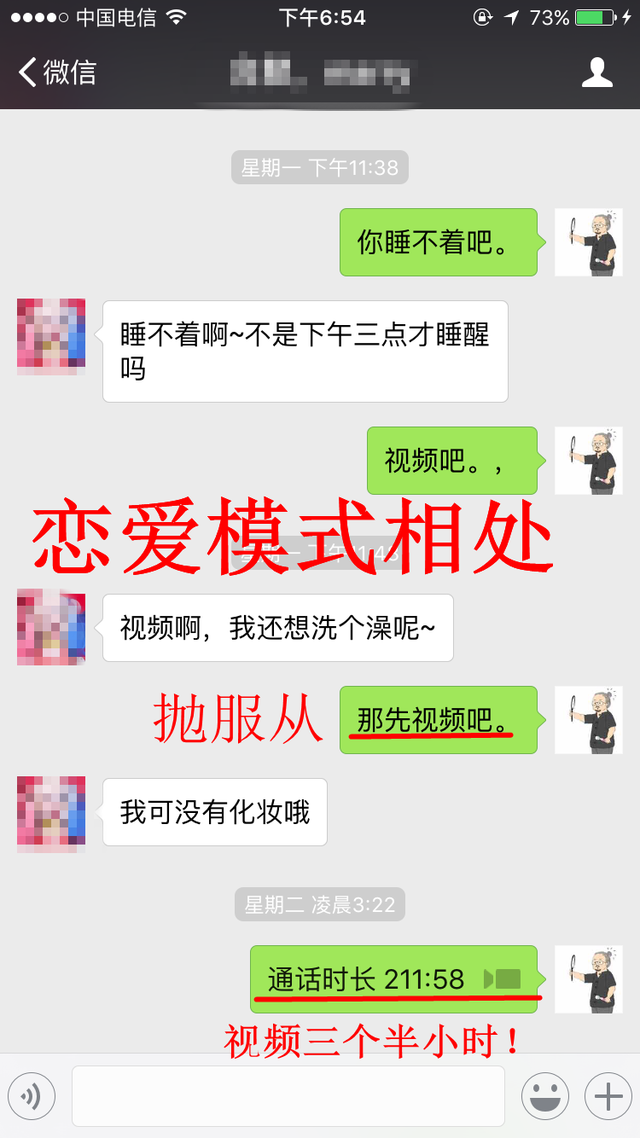 中国电信
下午6:54
73%
微信
星期一 下午11:38
你睡不着吧。
睡不着啊~不是下午三点才睡醒
吗
视频吧。，
恋爱模式相处
视频啊，我还想洗个澡呢~
抛服从
那先视频吧。
我可没有化妆哦
星期二 凌晨3:22
通话时长 211:58
视频三个半小时！